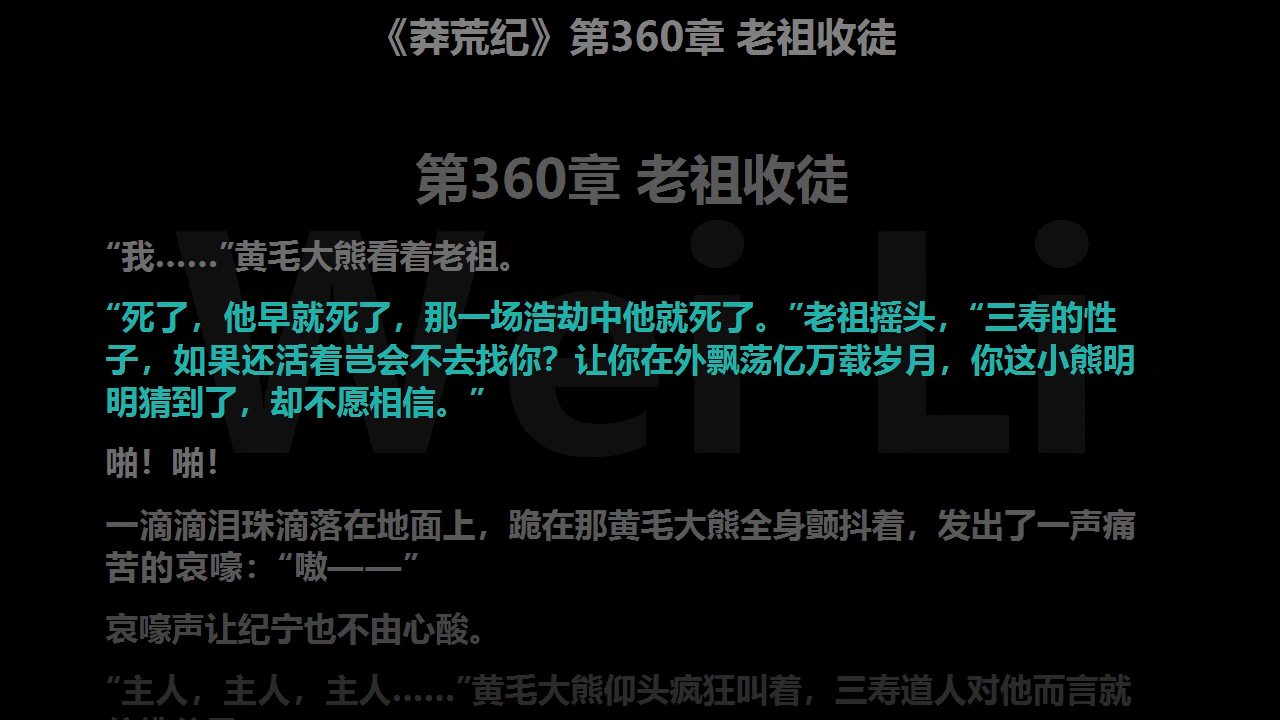 《莽荒纪》第360章 老祖收徒
第360章 老祖收徒
“我……”黄毛大熊看着老祖。
“死了，他早就死了，那一场浩劫中他就死了。”老祖摇头，“三寿的性
子，如果还活着岂会不去找你？让你在外飘荡亿万载岁月，你这小熊明
明猜到了，却不愿相信。”
啪！啪！
一滴滴泪珠滴落在地面上，跪在那黄毛大熊全身颤抖着，发出了一声痛
苦的哀嚎：“嗷——”
哀嚎声让纪宁也不由心酸。
“主人，主人，主人……”黄毛大熊仰头疯狂叫着，三寿道人对他而言就
Wei Li